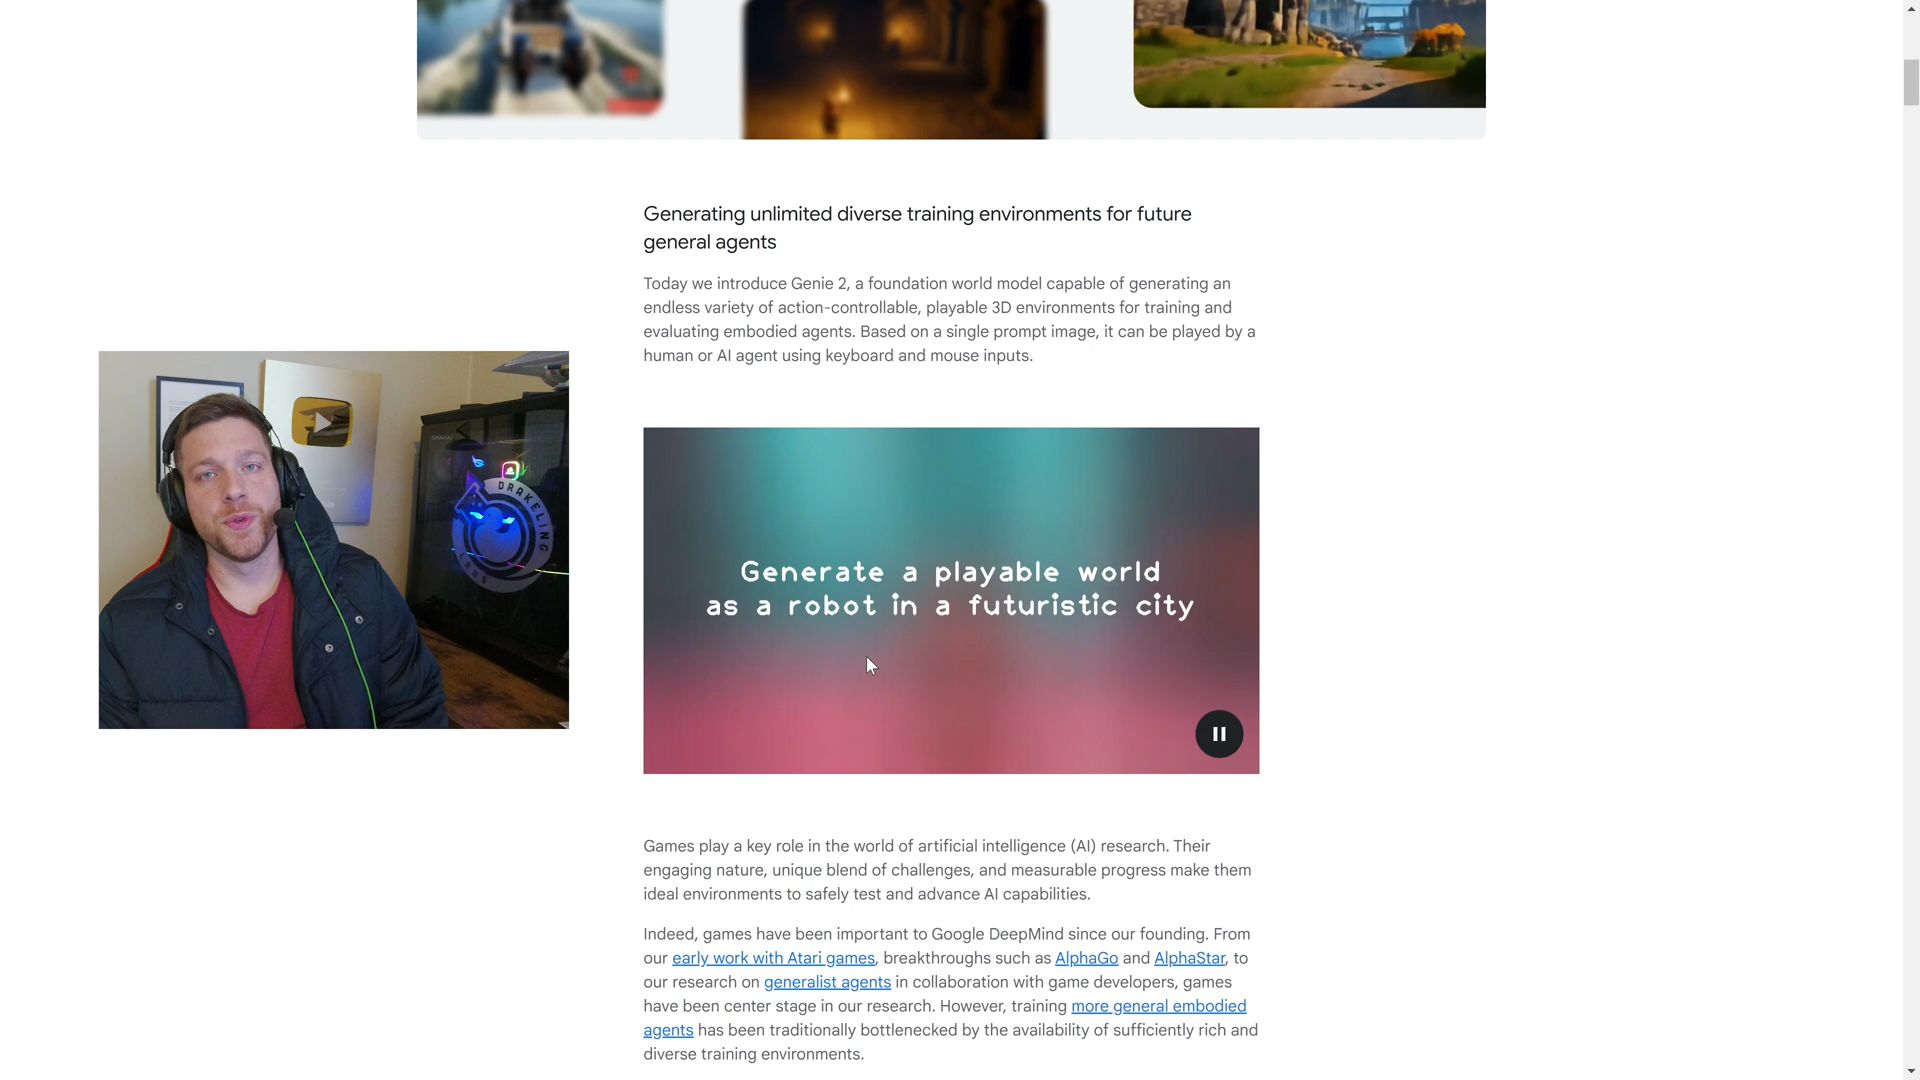 Generating unlimited diverse training environments for future
general agents
Today we introduce Genie 2, a foundation world model capable of generating an
endless variety of action-controllable, playable 3D environments for training and
evaluating embodied agents. Based on a single prompt image, it can be played by a
human or AI agent using keyboard and mouse inputs.
DRAKELING
LABS
Generate a playable world
as a robot in a futuristic city
Games play a key role in the world of artificial intelligence (AI) research. Their
engaging nature, unique blend of challenges, and measurable progress make them
ideal environments to safely test and advance AI capabilities.
Indeed, games have been important to Google DeepMind since our founding. From
our early work with Atari games, breakthroughs such as AlphaGo and AlphaStar, to
our research on generalist agents in collaboration with game developers, games
have been center stage in our research. However, training more general embodied
agents has been traditionally bottlenecked by the availability of sufficiently rich and
diverse training environments.